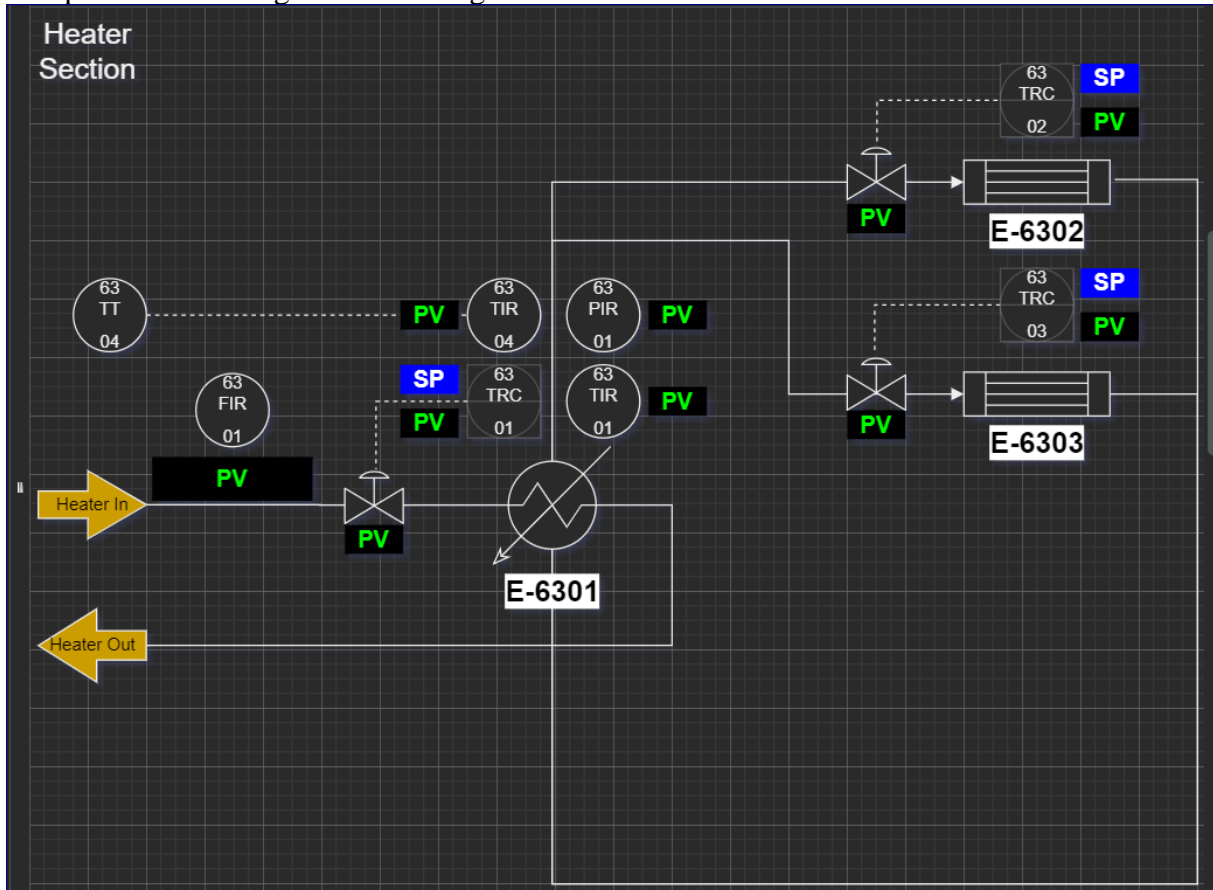 Heater
Section
63
TRC
02
SP
PV
PV
E-6302
63
TT
04
PV
63
TIR
04
63
PIR
01
PV
63
TRC
03
SP
PV
63
FIR
01
SP
PV
63
TRC
01
63
TIR
01
PV
PV
E-6303
PV
Heater In
PV
E-6301
Heater Out